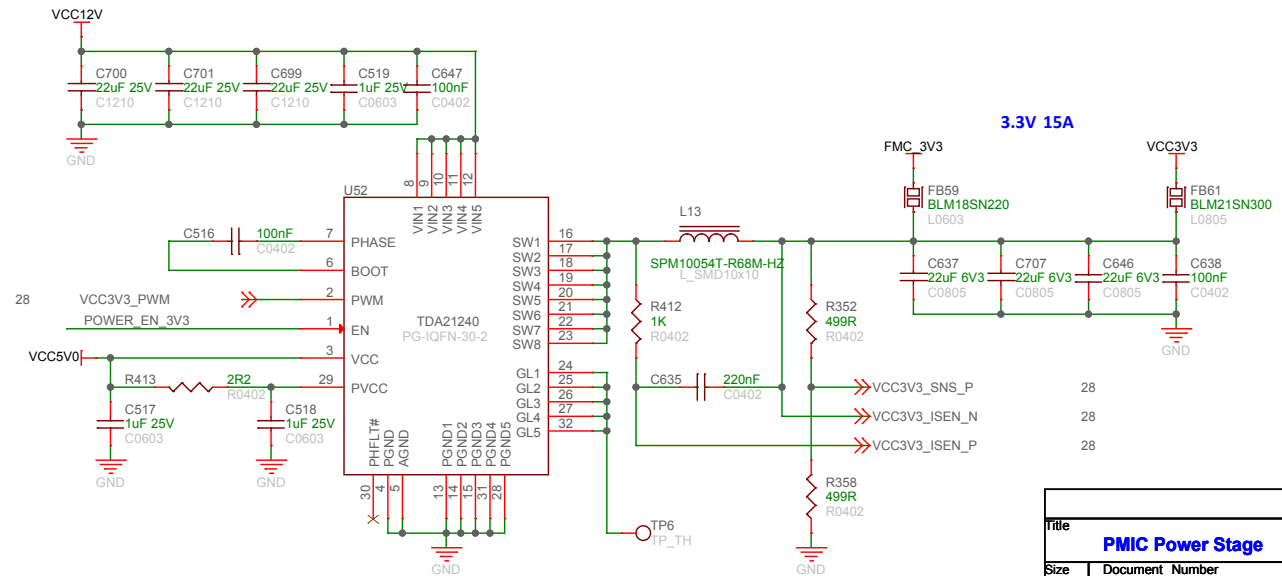 VCC12V
C700
22uF 25V
C1210
C701
22uF 25V
C1210
C699
22uF 25V
C1210
C519
1uF 25V
C0603
C647
100nF
C0402
GND
3.3V 15A
FMC_3V3
VCC3V3
FB59
BLM18SN220
L0603
FB61
BLM21SN300
L0805
U52
8
9
10
11
12
VIN1
VIN2
VIN3
VIN4
VIN5
C516
100nF
C0402
7
PHASE
6
BOOT
28
VCC3V3_PWM
2
PWM
POWER_EN_3V3
1
EN
VCC5V0
3
VCC
R413
2R2
R0402
29
PVCC
C517
1uF 25V
C0603
C518
1uF 25V
C0603
GND
GND
TDA21240
PG-IQFN-30-2
SW1
16
SW2
17
SW3
18
SW4
19
SW5
20
SW6
21
SW7
22
SW8
23
GL1
24
GL2
25
GL3
26
GL4
27
GL5
32
PHFLT#
PGND
AGND
PGND1
PGND2
PGND3
PGND4
PGND5
30
4
5
13
14
15
31
28
GND
L13
SPM10054T-R68M-HZ
L_SMD10x10
R412
1K
R0402
C635
220nF
C0402
R352
499R
R0402
C637
22uF 6V3
C0805
C707
22uF 6V3
C0805
C646
22uF 6V3
C0805
C638
100nF
C0402
GND
VCC3V3_SNS_P
28
VCC3V3_ISEN_N
28
VCC3V3_ISEN_P
28
R358
499R
R0402
GND
TP6
TP_TH
Title
PMIC Power Stage
Size
Document Number